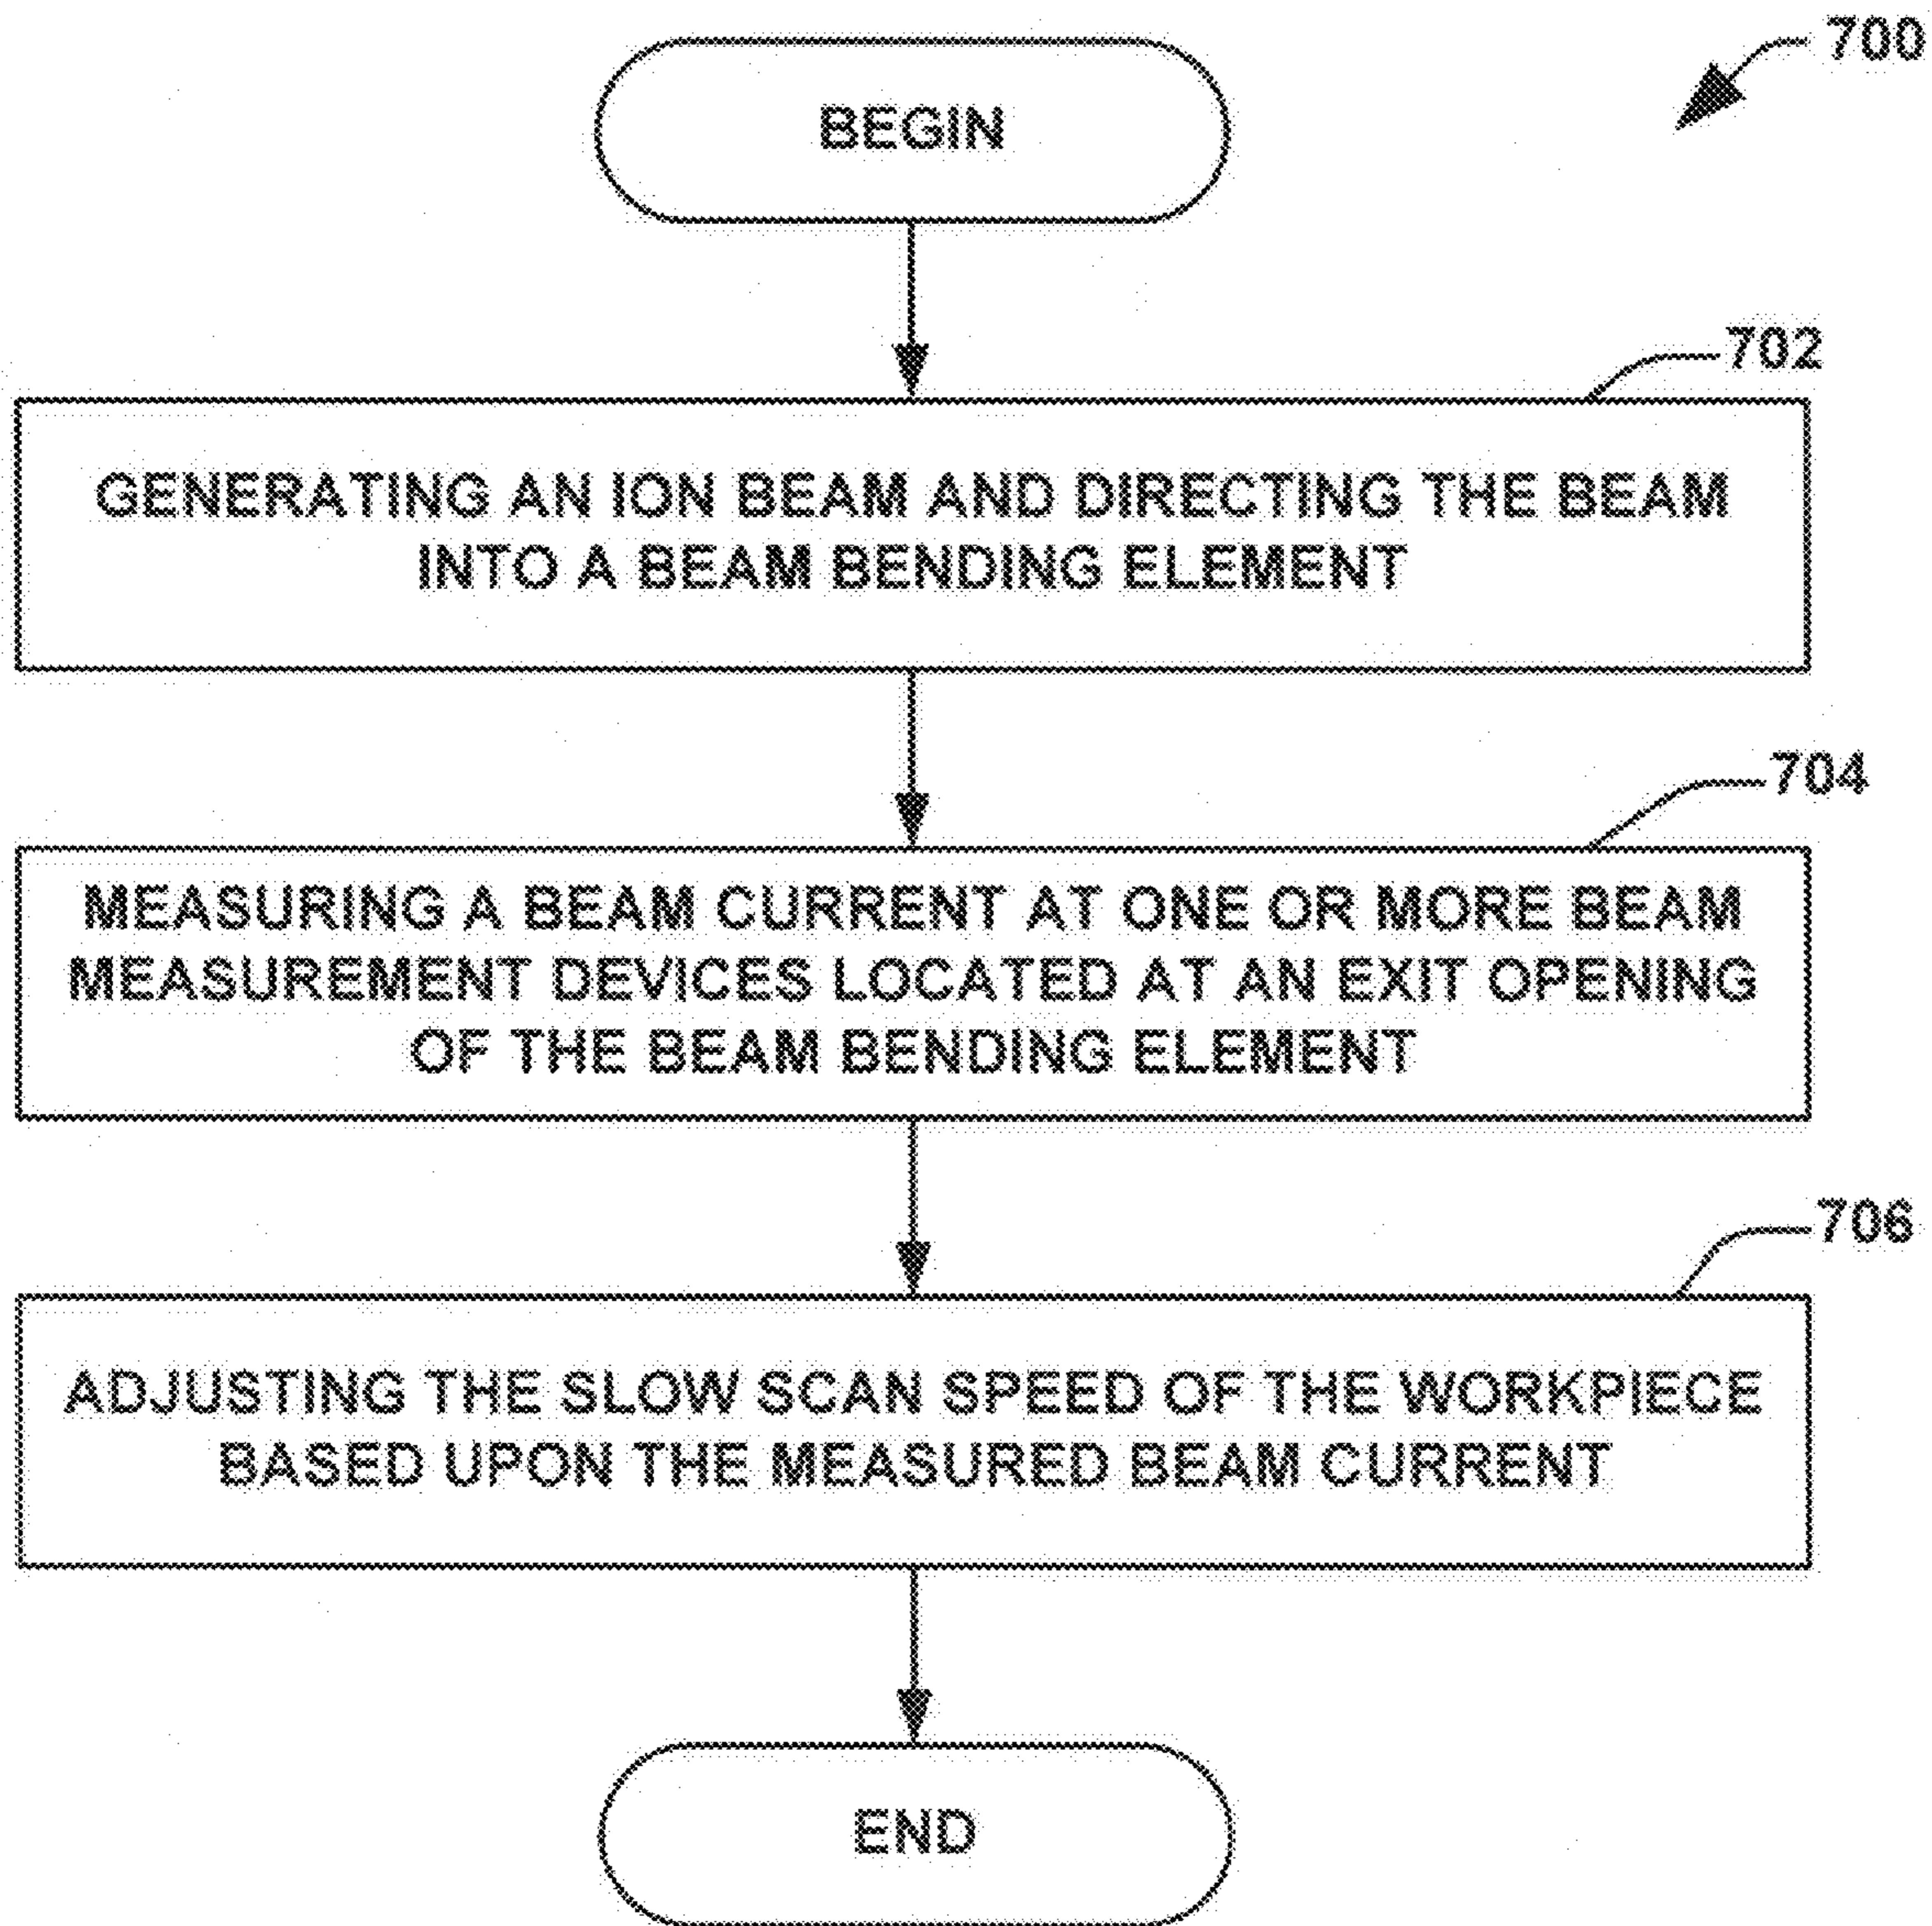 700
BEGIN
702
GENERATING AN ION BEAM AND DIRECTING THE BEAM
INTO A BEAM BENDING ELEMENT
704
MEASURING A BEAM CURRENT AT ONE OR MORE BEAM
MEASUREMENT DEVICES LOCATED AT AN EXIT OPENING
OF THE BEAM BENDING ELEMENT
706
ADJUSTING THE SLOW SCAN SPEED OF THE WORKPIECE
BASED UPON THE MEASURED BEAM CURRENT
END